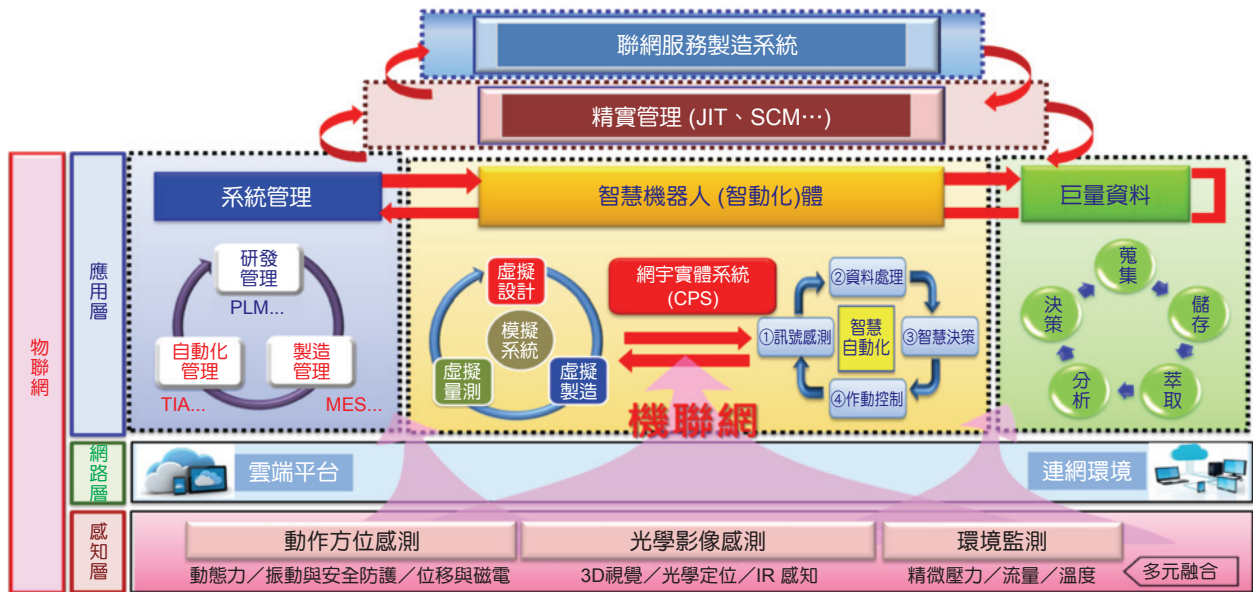 聯網服務製造系統
精實管理 (JIT、SCM…)
物聯網
應用層
系統管理
研發
管理
PLM...
自動化
管理
TIA...
製造
管理
MES...
智慧機器人 (智動化)體
虛擬
設計
模擬
系統
虛擬
量測
虛擬
製造
網宇實體系統
(CPS)
①訊號感測
②資料處理
③智慧決策
④作動控制
智慧
自動化
機聯網
巨量資料
蒐集
儲存
萃取
分析
決策
網路層
雲端平台
連網環境
感知層
動作方位感測
動態力／振動與安全防護／位移與磁電
光學影像感測
3D視覺／光學定位／IR 感知
環境監測
精微壓力／流量／溫度
多元融合